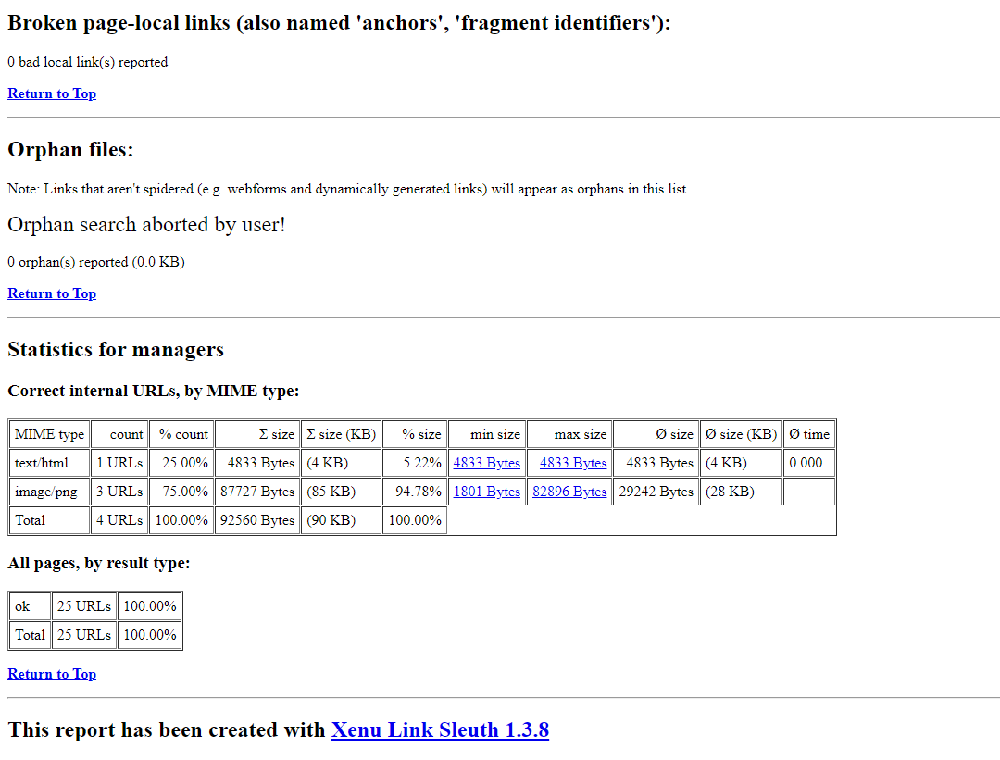 Broken page-local links (also named 'anchors', 'fragment identifiers'):
0 bad local link(s) reported
Return to Top
Orphan files:
Note: Links that aren't spidered (e.g. webforms and dynamically generated links) will appear as orphans in this list.
Orphan search aborted by user!
0 orphan(s) reported (0.0 KB)
Return to Top
Statistics for managers
Correct internal URLs, by MIME type:
MIME type count % count Σ size Σ size (KB) % size min size max size Ø size Ø size (KB) Ø time
text/html 1 URLs 25.00% 4833 Bytes (4 KB) 5.22% 4833 Bytes 4833 Bytes 4833 Bytes (4 KB) 0.000
image/png 3 URLs 75.00% 87727 Bytes (85 KB) 94.78% 1801 Bytes 82896 Bytes 29242 Bytes (28 KB)
Total 4 URLs 100.00% 92560 Bytes (90 KB) 100.00%
All pages, by result type:
ok 25 URLs 100.00%
Total 25 URLs 100.00%
Return to Top
This report has been created with Xenu Link Sleuth 1.3.8